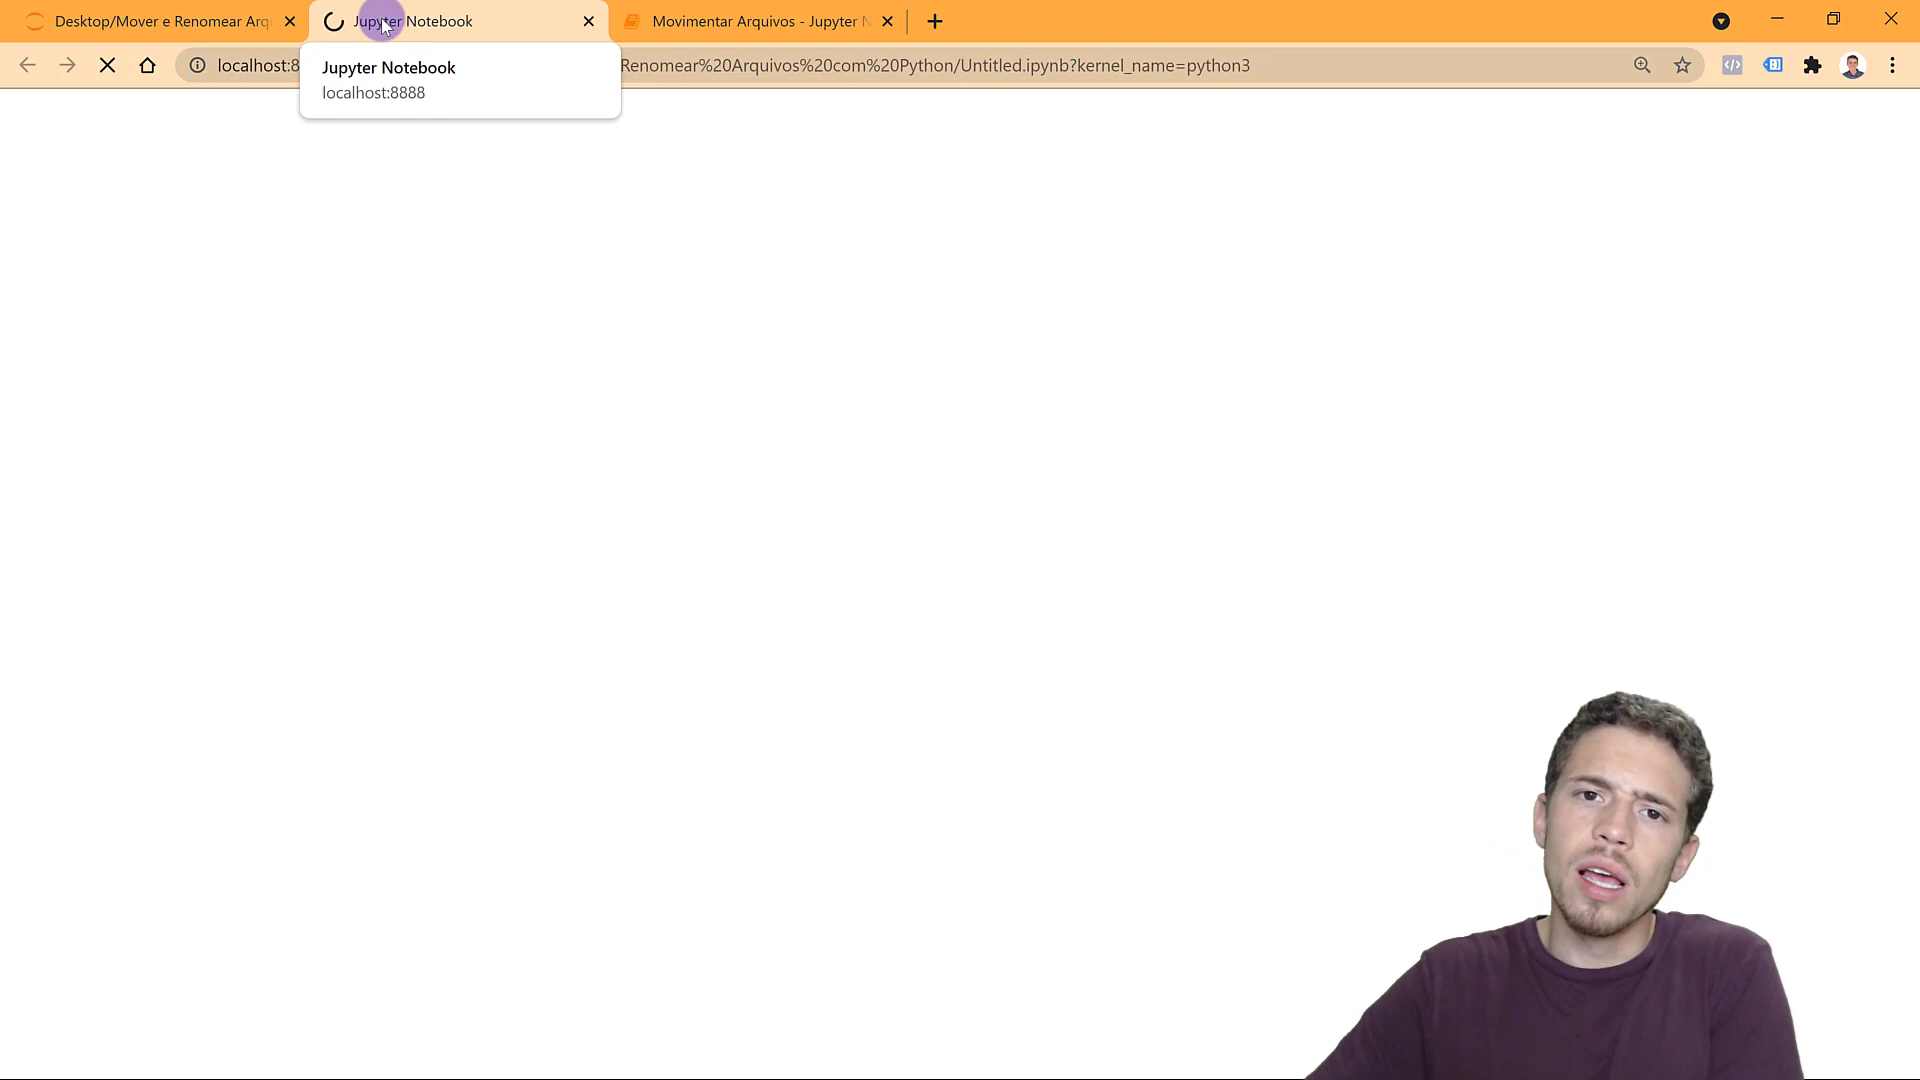 Desktop/Mover e Renomear Arq
Jupyter Notebook
Movimentar Arquivos - Jupyter N
localhost:8
Renomear%20Arquivos%20com%20Python/Untitled.ipynb?kernel_name=python3
Jupyter Notebook
localhost:8888